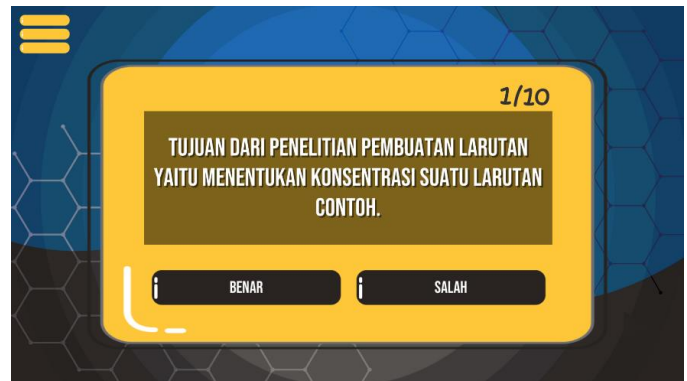 1/10
TUJUAN DARI PENELITIAN PEMBUATAN LARUTAN
YAITU MENENTUKAN KONSENTRASI SUATU LARUTAN
CONTOH.
BENAR
SALAH